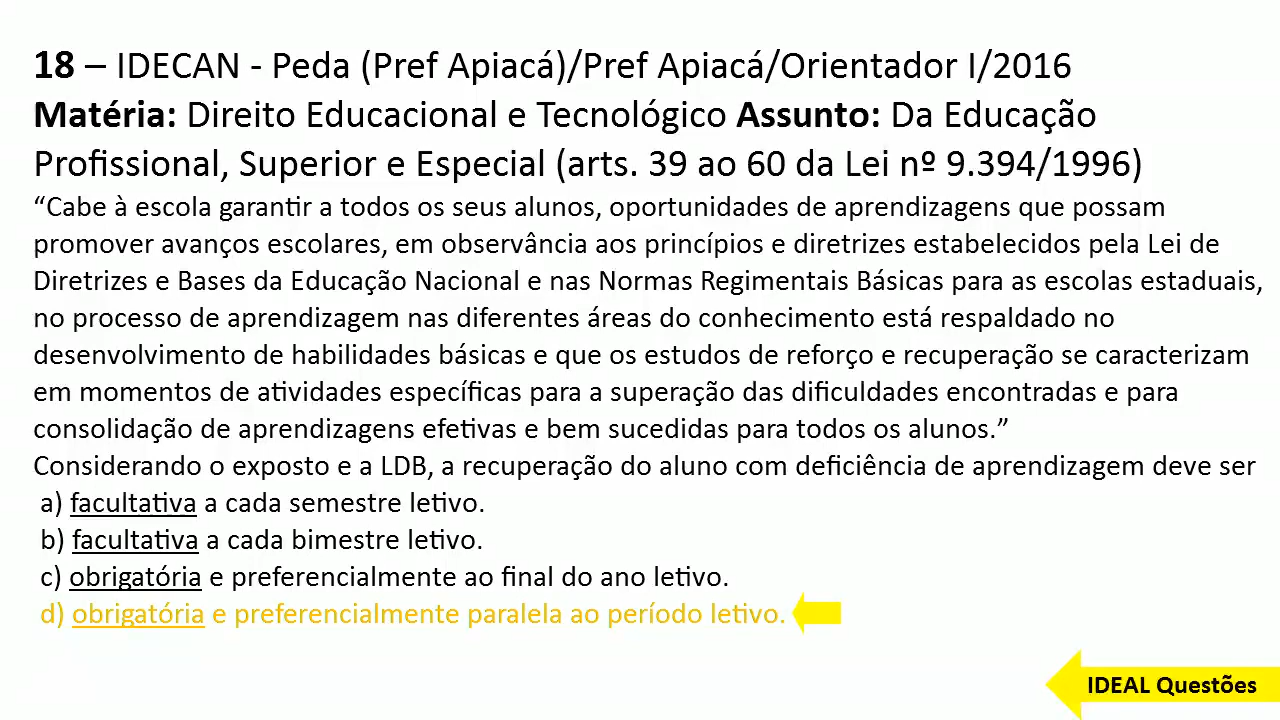 18 – IDECAN - Peda (Pref Apiacá)/Pref Apiacá/Orientador I/2016
Matéria: Direito Educacional e Tecnológico Assunto: Da Educação
Profissional, Superior e Especial (arts. 39 ao 60 da Lei nº 9.394/1996)
“Cabe à escola garantir a todos os seus alunos, oportunidades de aprendizagens que possam
promover avanços escolares, em observância aos princípios e diretrizes estabelecidos pela Lei de
Diretrizes e Bases da Educação Nacional e nas Normas Regimentais Básicas para as escolas estaduais,
no processo de aprendizagem nas diferentes áreas do conhecimento está respaldado no
desenvolvimento de habilidades básicas e que os estudos de reforço e recuperação se caracterizam
em momentos de atividades específicas para a superação das dificuldades encontradas e para
consolidação de aprendizagens efetivas e bem sucedidas para todos os alunos.”
Considerando o exposto e a LDB, a recuperação do aluno com deficiência de aprendizagem deve ser
a) facultativa a cada semestre letivo.
b) facultativa a cada bimestre letivo.
c) obrigatória e preferencialmente ao final do ano letivo.
d) obrigatória e preferencialmente paralela ao período letivo.
IDEAL Questões